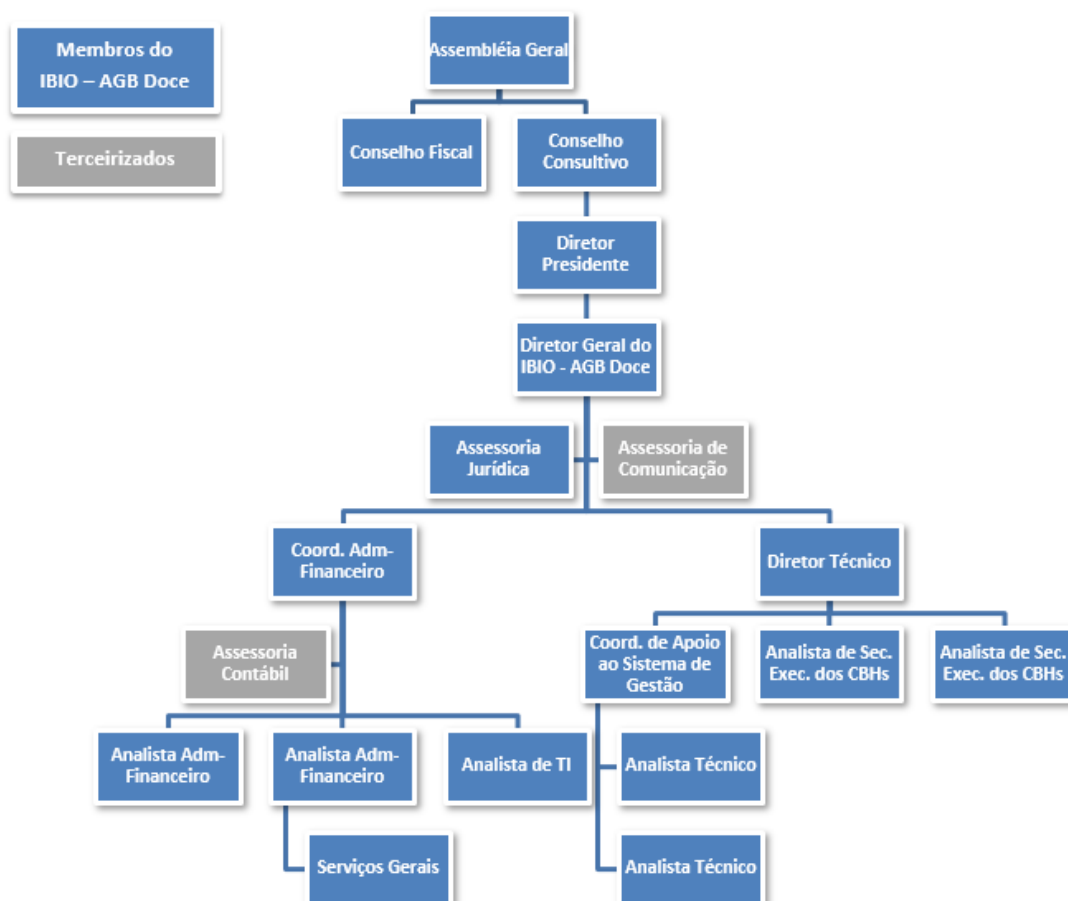 Membros do
IBIO – AGB Doce
Terceirizados
Assembléia Geral
Conselho Fiscal
Conselho
Consultivo
Diretor
Presidente
Diretor Geral do
IBIO - AGB Doce
Assessoria
Jurídica
Assessoria de
Comunicação
Coord. Adm-
Financeiro
Diretor Técnico
Assessoria
Contábil
Coord. de Apoio
ao Sistema de
Gestão
Analista de Sec.
Exec. dos CBHs
Analista de Sec.
Exec. dos CBHs
Analista Adm-
Financeiro
Analista Adm-
Financeiro
Analista de TI
Analista Técnico
Serviços Gerais
Analista Técnico